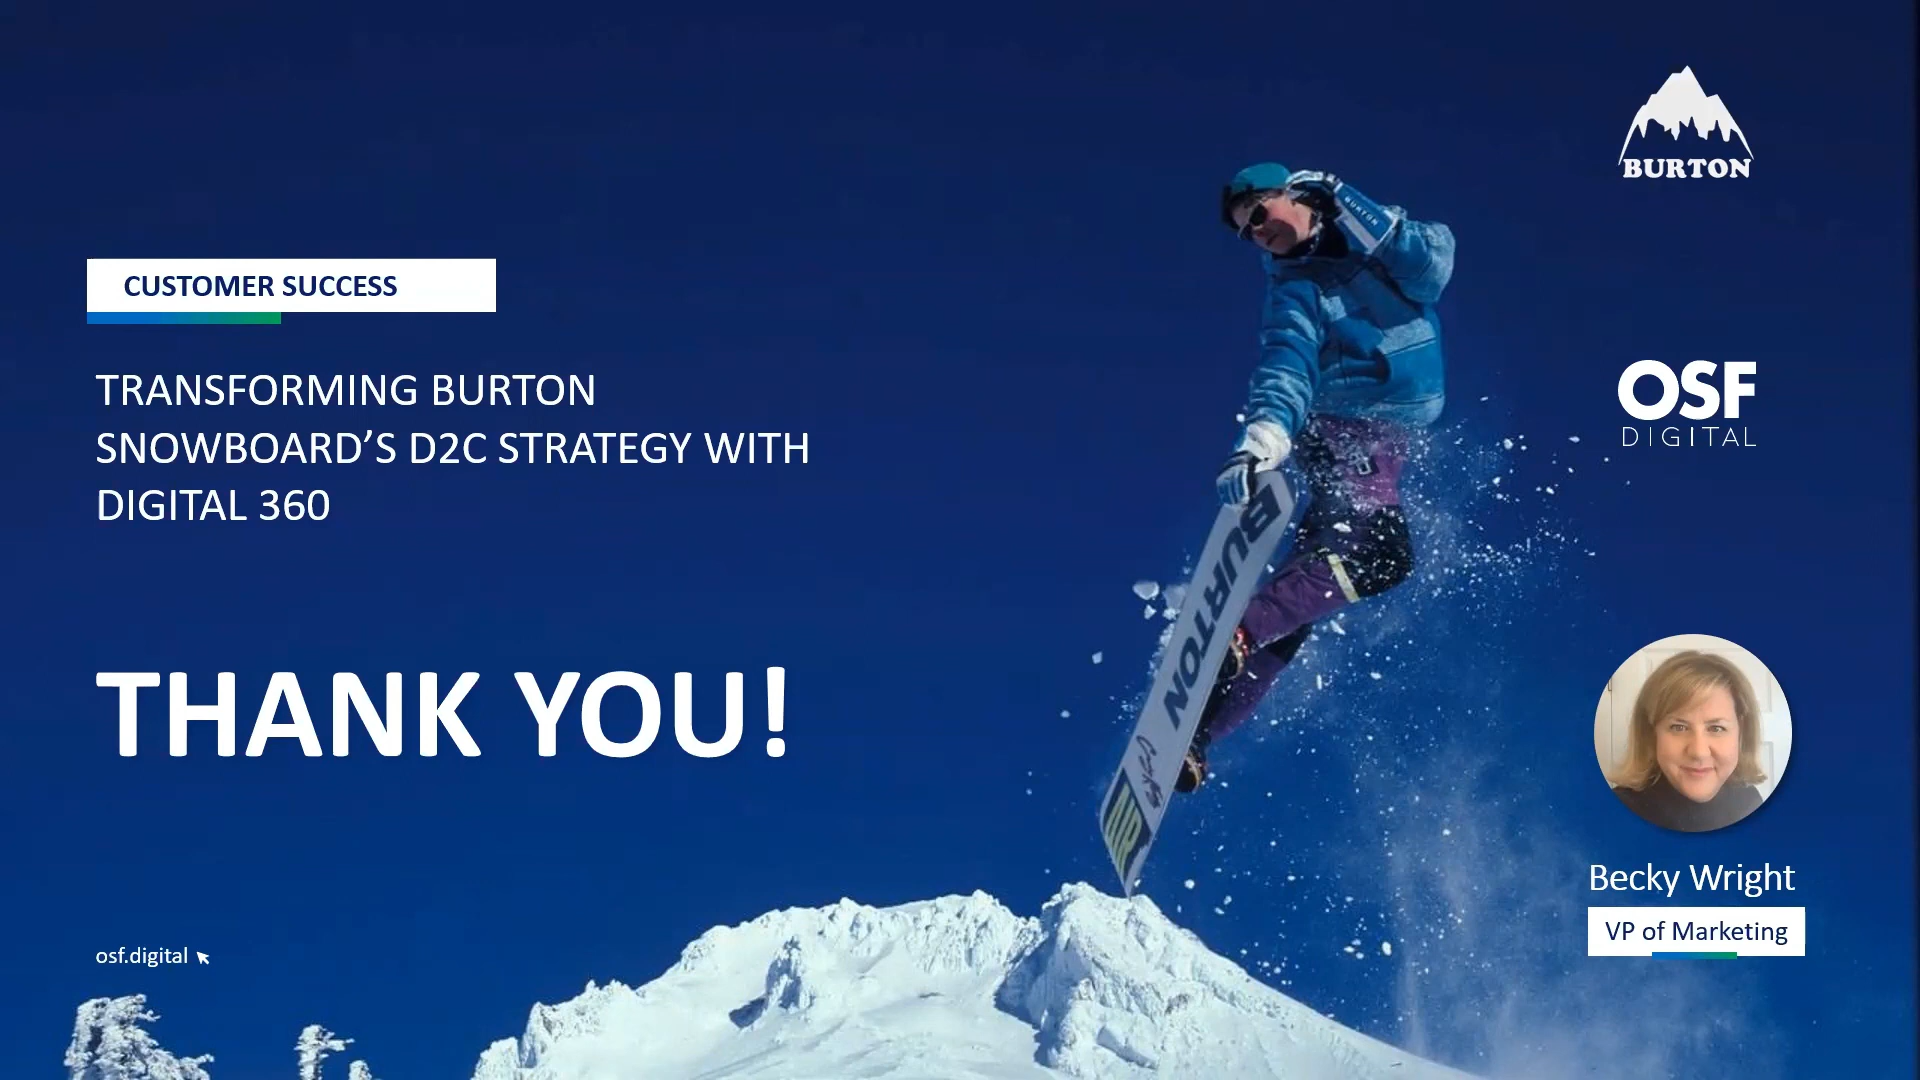 BURTON
BURTON
CUSTOMER SUCCESS
TRANSFORMING BURTON
SNOWBOARD’S D2C STRATEGY WITH
DIGITAL 360
OSF
DIGITAL
BURTON
THANK YOU!
Becky Wright
VP of Marketing
osf.digital